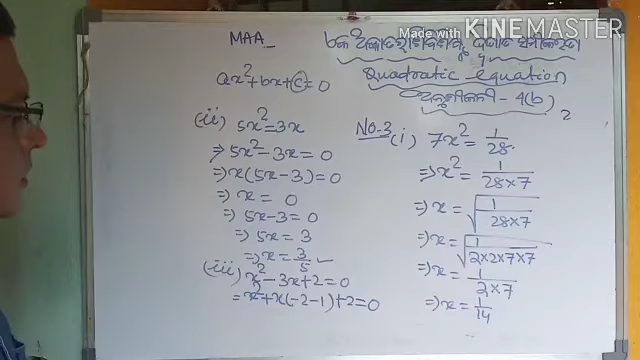 Made with KINEMASTER
MAA
Quadratic equation
ax²+bx+c=0
4(b)
(ii) 5x²=3x
⇒ 5x²-3x=0
⇒ x(5x-3)=0
⇒ x = 0
⇒ 5x-3=0
⇒ 5x=3
⇒ x=3/5 ✓
(iii) x²-3x+2=0
=x²+x(-2-1)+2=0
2
NO-3 (i) 7x²=1/28
⇒ x²=1/(28×7)
⇒ x=√(1/(28×7))
⇒ x=√(1/(2×2×7×7))
⇒ x=1/(2×7)
⇒ x=1/14